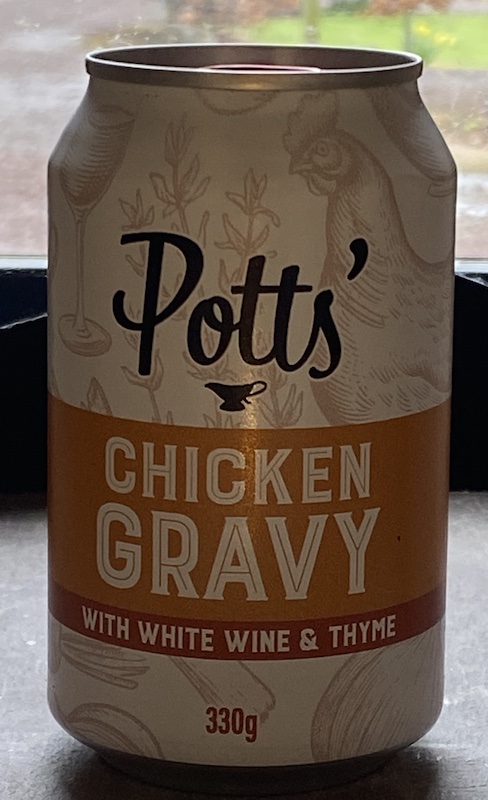 Potts'
CHICKEN
GRAVY
WITH WHITE WINE & THYME
330g